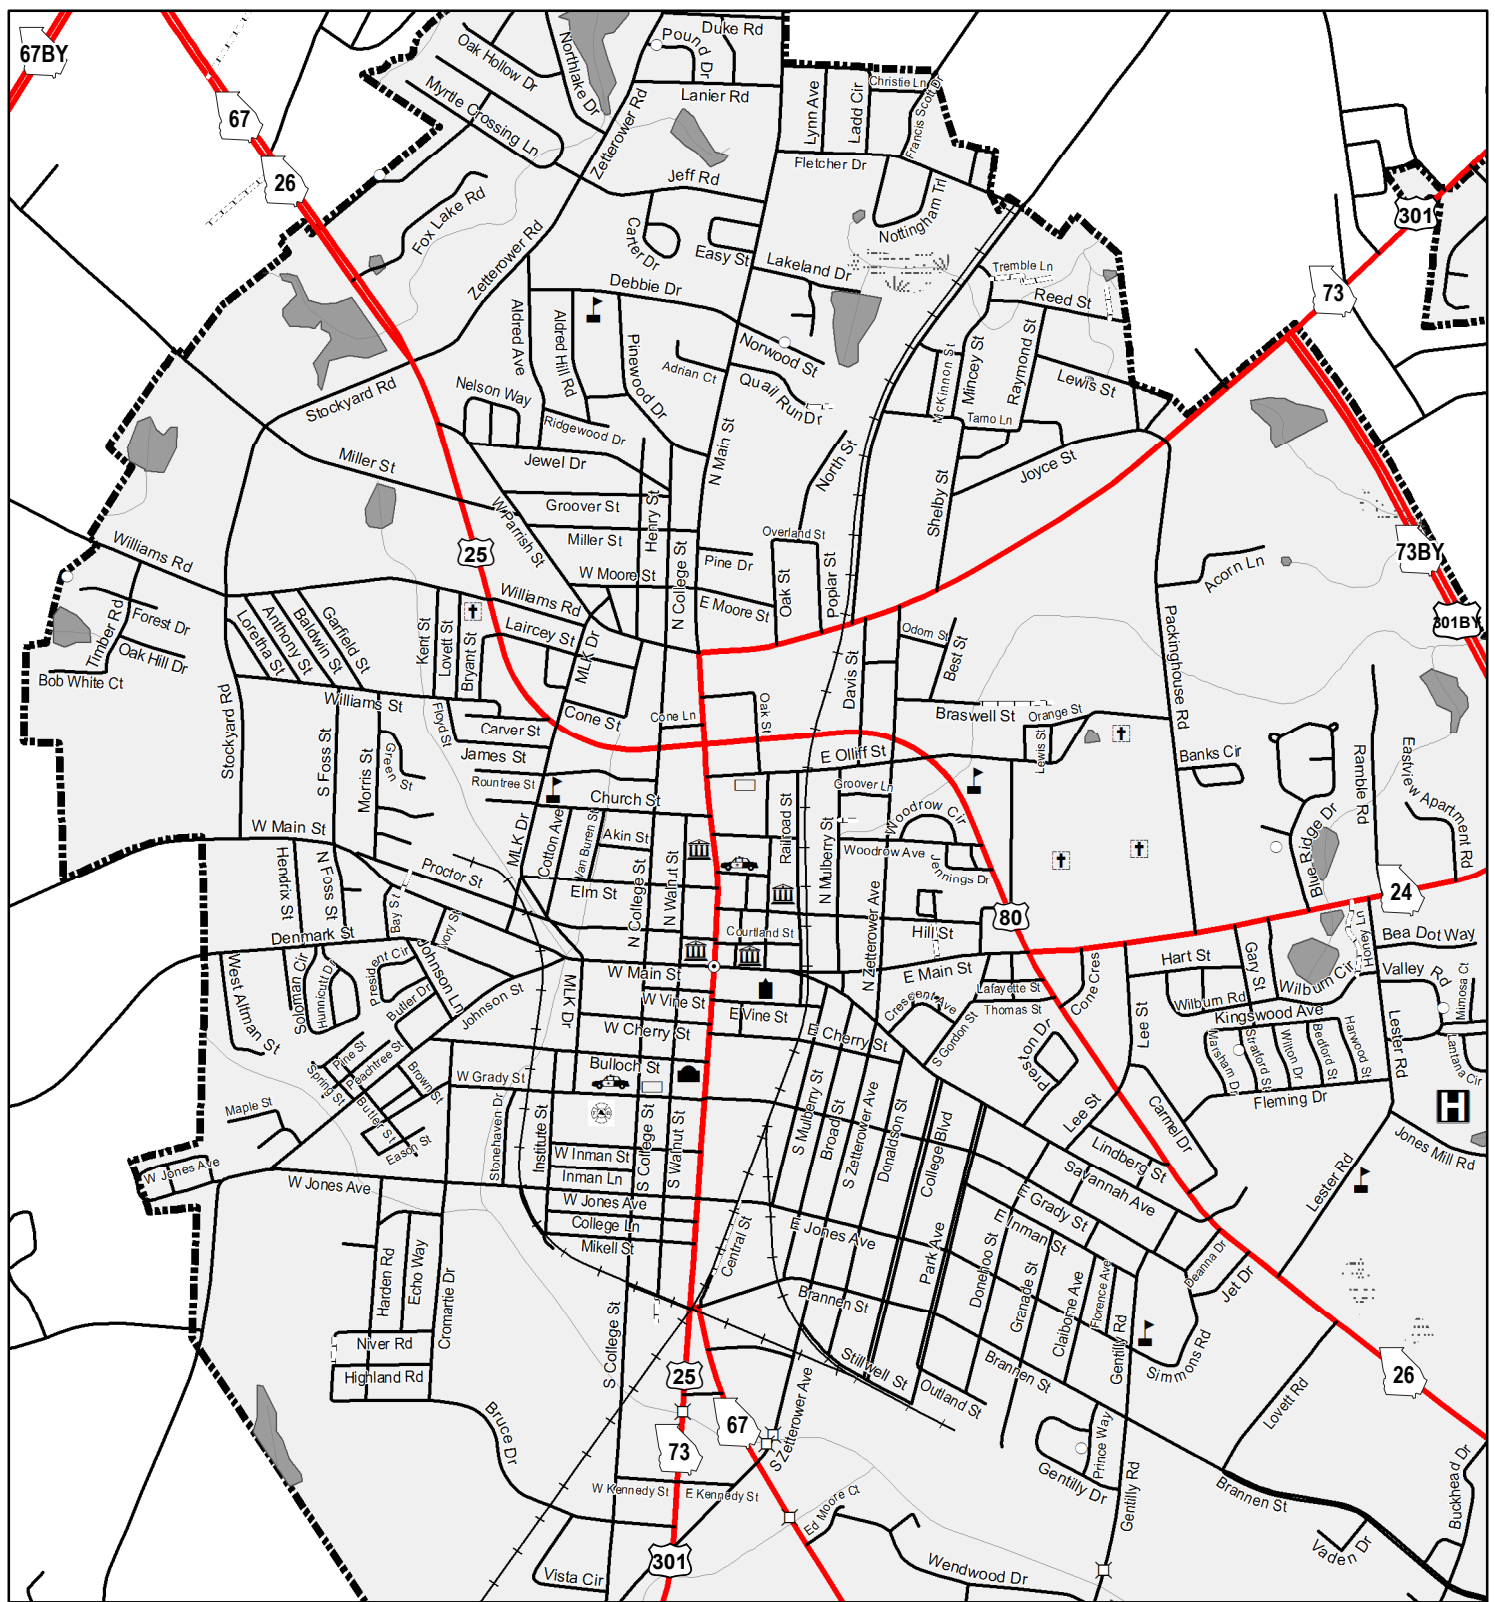 67BY
67
26
Oak Hollow Dr
Northlake Dr
Pound Dr
Duke Rd
Myrtle Crossing Ln
Zetterower Rd
Lanier Rd
Lynn Ave
Ladd Cir
Christie Ln
Francis Scott Dr
Fletcher Dr
Jeff Rd
Fox Lake Rd
Zetterower Rd
Carter Dr
Easy St
Lakeland Dr
Nottingham Trl
Tremble Ln
Reed St
301
73
Debbie Dr
Aldred Ave
Aldred Hill Rd
Pinewood Dr
Adrian Ct
Norwood St
Quail Run Dr
McKinnon St
Mincey St
Raymond St
Lewis St
Tamo Ln
Nelson Way
Stockyard Rd
Ridgewood Dr
Jewel Dr
Miller St
N Main St
North St
Shelby St
Joyce St
Groover St
W Parrish St
Henry St
Miller St
Overland St
25
N College St
Pine Dr
W Moore St
E Moore St
Oak St
Poplar St
Acorn Ln
73BY
301BY
Williams Rd
Timber Rd
Forest Dr
Oak Hill Dr
Bob White Ct
Loretha St
Anthony St
Baldwin St
Garfield St
Kent St
Lovett St
Bryant St
Williams Rd
Laircey St
MLK Dr
Odom St
Best St
Davis St
Packinghouse Rd
Stockyard Rd
Williams St
Floyd St
Carver St
Cone St
Cone Ln
Oak St
Braswell St
Orange St
Lewis St
S Foss St
Morris St
Green St
James St
Rountree St
Church St
E Olliff St
Groover Ln
Banks Cir
Ramble Rd
Eastview Apartment Rd
W Main St
MLK Dr
Cotton Ave
Van Buren St
Akin St
Railroad St
N Mulberry St
Woodrow Cir
Woodrow Ave
Jennings Dr
Blue Ridge Dr
Hendrix St
N Foss St
Proctor St
Elm St
N College St
N Walnut St
Bay S
Ivory St
Denmark St
Courtland St
N Zetterower Ave
Hill St
80
24
Honey Ln
Bea Dot Way
West Altman St
Solomon Cir
Hunnicutt Dr
President Cir
Butler Dr
Johnson Ln
Johnson St
MLK Dr
W Main St
W Vine St
E Vine St
W Cherry St
E Cherry St
E Main St
Crescent Ave
S Gordon St
Lafayette St
Thomas St
Cone Cres
Hart St
Gary St
Wilburn Rd
Wilburn Cir
Valley Rd
Mimosa Ct
Kingswood Ave
Lee St
Marsham Dr
Stratford St
Wilton Dr
Bedford St
Harwood St
Lester Rd
Lantana Cir
Preston Dr
Bulloch St
Pine St
Spring St
Peachtree St
Brown St
Butler St
Eason St
Maple St
W Grady St
Stonehaven Dr
Institute St
S College St
S Walnut St
S Mulberry St
Broad St
S Zetterower Ave
Donaldson St
College Blvd
Lee St
Carmel Dr
Fleming Dr
H
Jones Mill Rd
Lindberg St
Savannah Ave
W Jones Ave
W Jones Ave
W Inman St
Inman Ln
W Jones Ave
College Ln
Mikell St
Central St
E Jones Ave
Park Ave
E Grady St
E Inman St
Lester Rd
Harden Rd
Echo Way
Cromartie Dr
Donehoo St
Granade St
Claiborne Ave
Florence Ave
Gentilly Rd
Deanna Dr
Jet Dr
Simmons Rd
Niver Rd
Highland Rd
S College St
25
Brannen St
Stillwell St
Outland St
Brannen St
26
Lovett Rd
Bruce Dr
73
67
S Zetterower Ave
W Kennedy St
E Kennedy St
Prince Way
Gentilly Dr
Gentilly Rd
Brannen St
Buckhead Dr
Ed Moore Ct
Vaden Dr
Wendwood Dr
301
Vista Cir